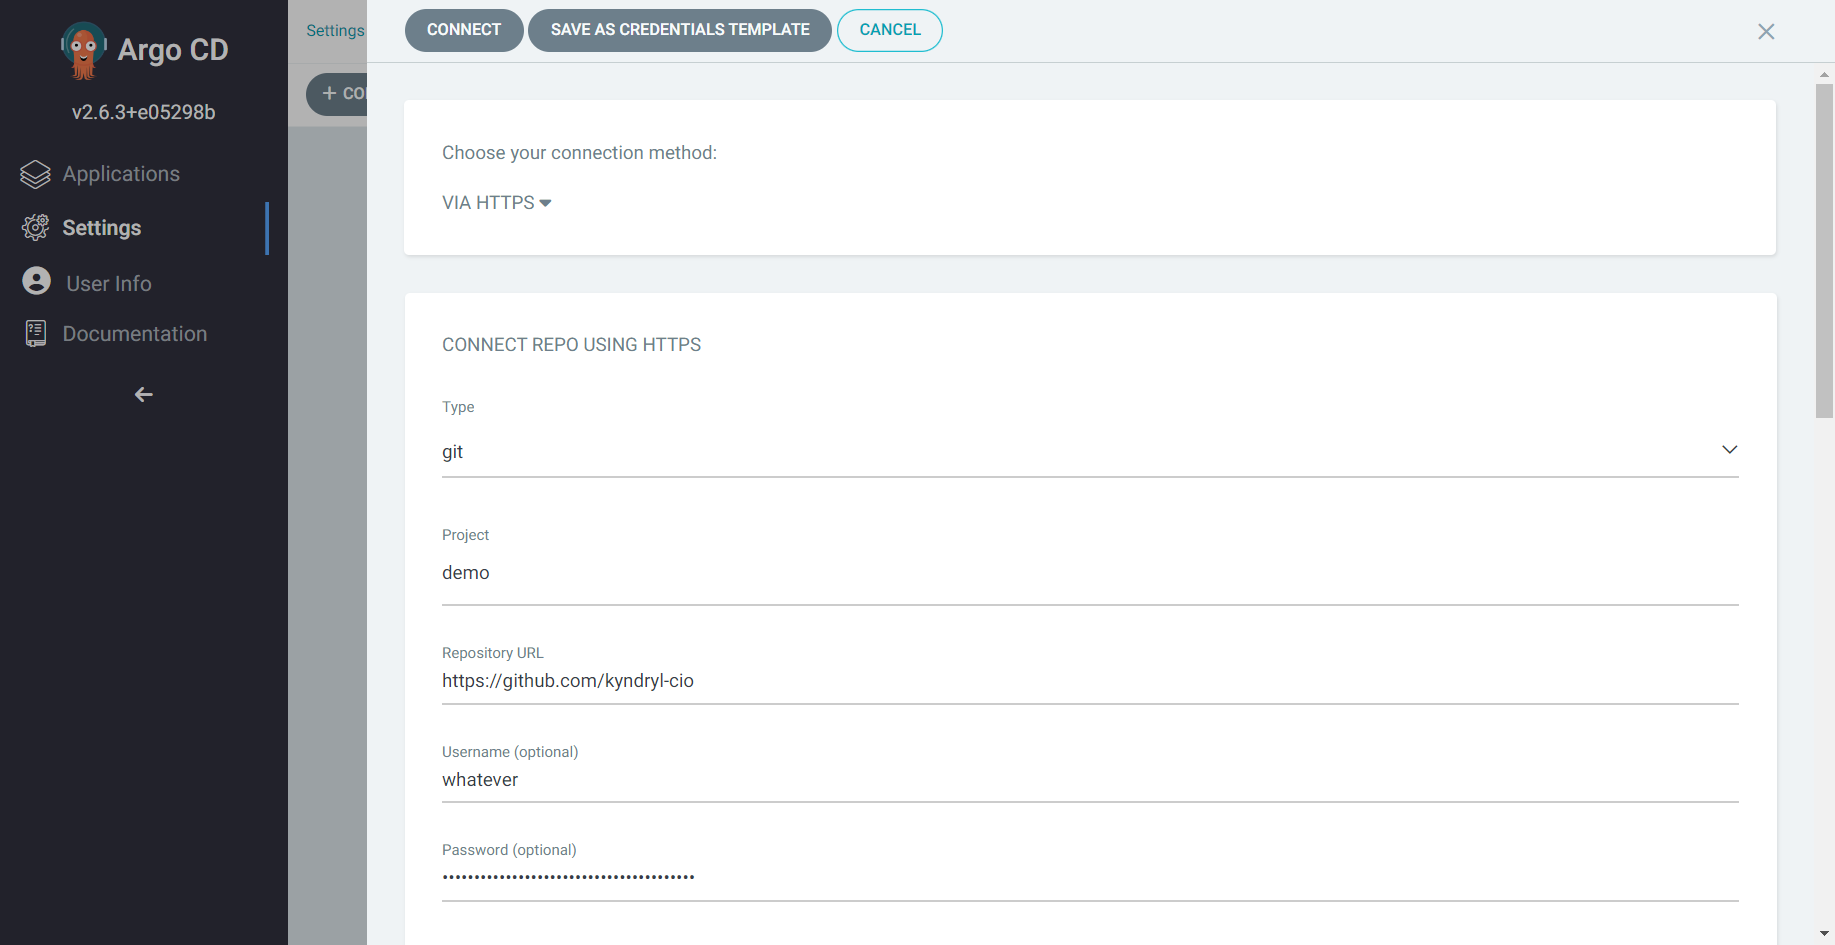 Argo CD
v2.6.3+e05298b
Applications
Settings
User Info
Documentation
Settings
CONNECT
SAVE AS CREDENTIALS TEMPLATE
CANCEL
Choose your connection method:
VIA HTTPS
CONNECT REPO USING HTTPS
Type
git
Project
demo
Repository URL
https://github.com/kyndryl-cio
Username (optional)
whatever
Password (optional)
••••••••••••••••••••••••••••••••••••••••